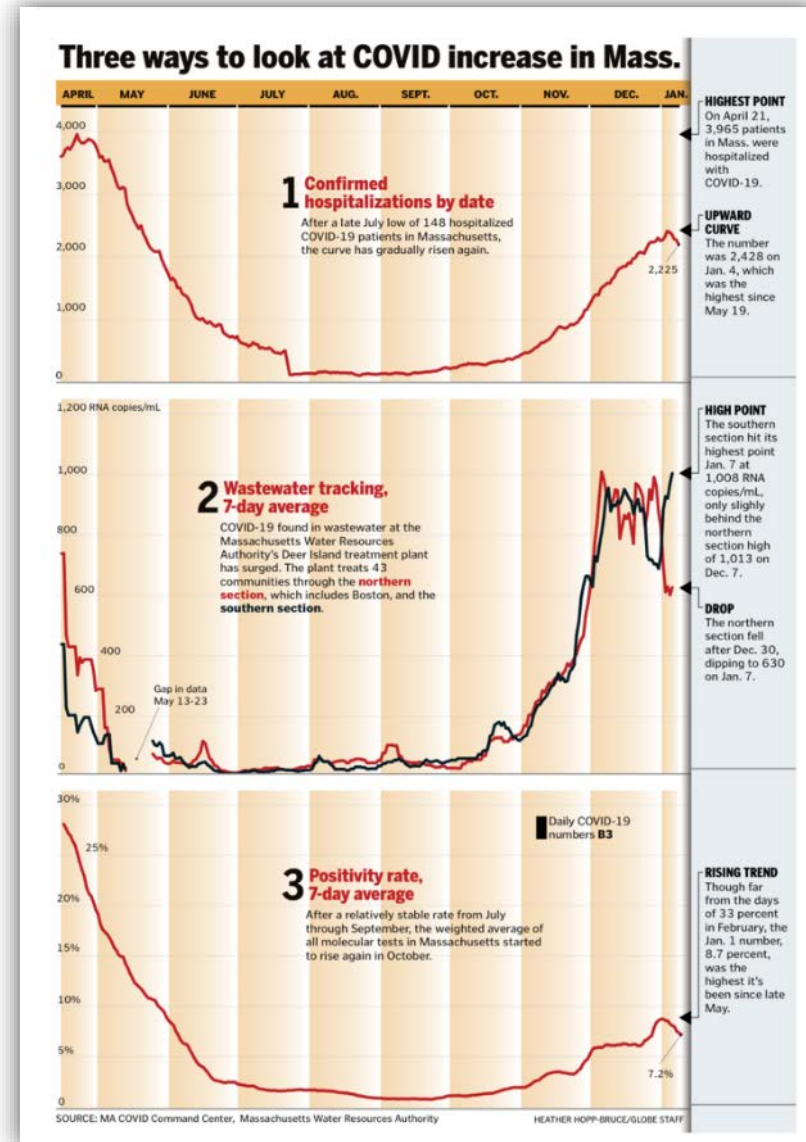 Three ways to look at COVID increase in Mass.
APRIL MAY JUNE JULY AUG. SEPT. OCT. NOV. DEC. JAN.
4,000
3,000
2,000
1,000
0
1 Confirmed
hospitalizations by date
After a late July low of 148 hospitalized
COVID-19 patients in Massachusetts,
the curve has gradually risen again.
2,225
HIGHEST POINT
On April 21,
3,965 patients
in Mass. were
hospitalized
with
COVID-19.
UPWARD
CURVE
The number
was 2,428 on
Jan. 4, which
was the
highest since
May 19.
1,200 RNA copies/mL
1,000
800
600
400
200
0
2 Wastewater tracking,
7-day average
COVID-19 found in wastewater at the
Massachusetts Water Resources
Authority's Deer Island treatment plant
has surged. The plant treats 43
communities through the northern
section, which includes Boston, and the
southern section.
Gap in data
May 13-23
HIGH POINT
The southern
section hit its
highest point
Jan. 7 at
1,008 RNA
copies/mL,
only slighly
behind the
northern
section high
of 1,013 on
Dec. 7.
DROP
The northern
section fell
after Dec. 30,
dipping to 630
on Jan. 7.
30%
25%
20%
15%
10%
5%
0
Daily COVID-19
numbers B3
3 Positivity rate,
7-day average
After a relatively stable rate from July
through September, the weighted average of
all molecular tests in Massachusetts started
to rise again in October.
7.2%
RISING TREND
Though far
from the days
of 33 percent
in February, the
Jan. 1 number,
8.7 percent,
was the
highest it's
been since late
May.
SOURCE: MA COVID Command Center, Massachusetts Water Resources Authority
HEATHER HOPP-BRUCE/GLOBE STAFF